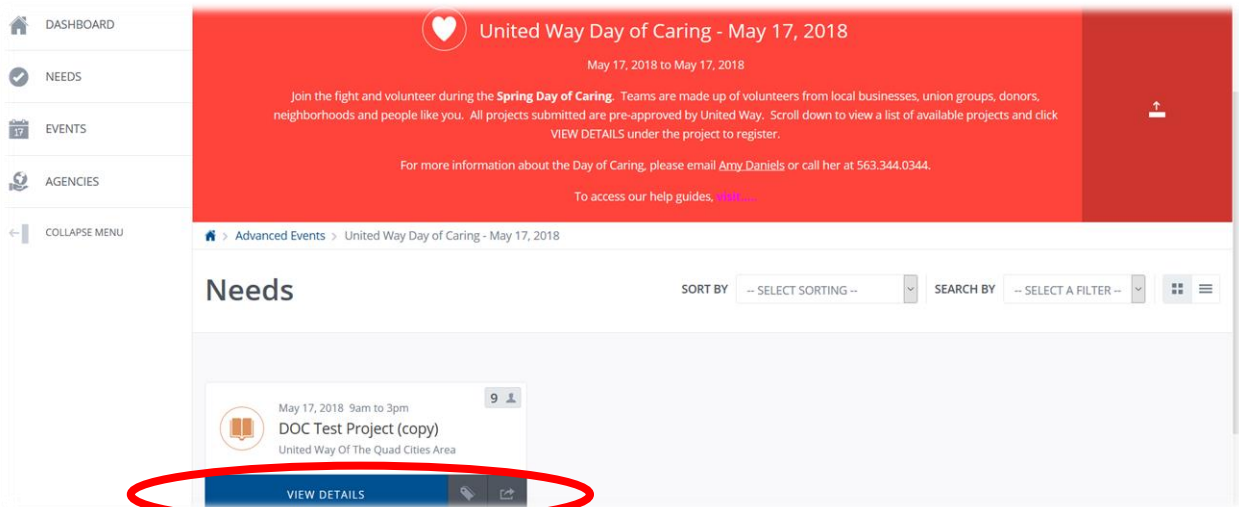 DASHBOARD
NEEDS
17
EVENTS
AGENCIES
COLLAPSE MENU
United Way Day of Caring - May 17, 2018
May 17, 2018 to May 17, 2018
Join the fight and volunteer during the Spring Day of Caring. Teams are made up of volunteers from local businesses, union groups, donors,
neighborhoods and people like you. All projects submitted are pre-approved by United Way. Scroll down to view a list of available projects and click
VIEW DETAILS under the project to register.
For more information about the Day of Caring, please email Amy Daniels or call her at 563.344.0344.
To access our help guides, visit.....
> Advanced Events > United Way Day of Caring - May 17, 2018
Needs
SORT BY -- SELECT SORTING -- SEARCH BY -- SELECT A FILTER --
9
May 17, 2018 9am to 3pm
DOC Test Project (copy)
United Way Of The Quad Cities Area
VIEW DETAILS